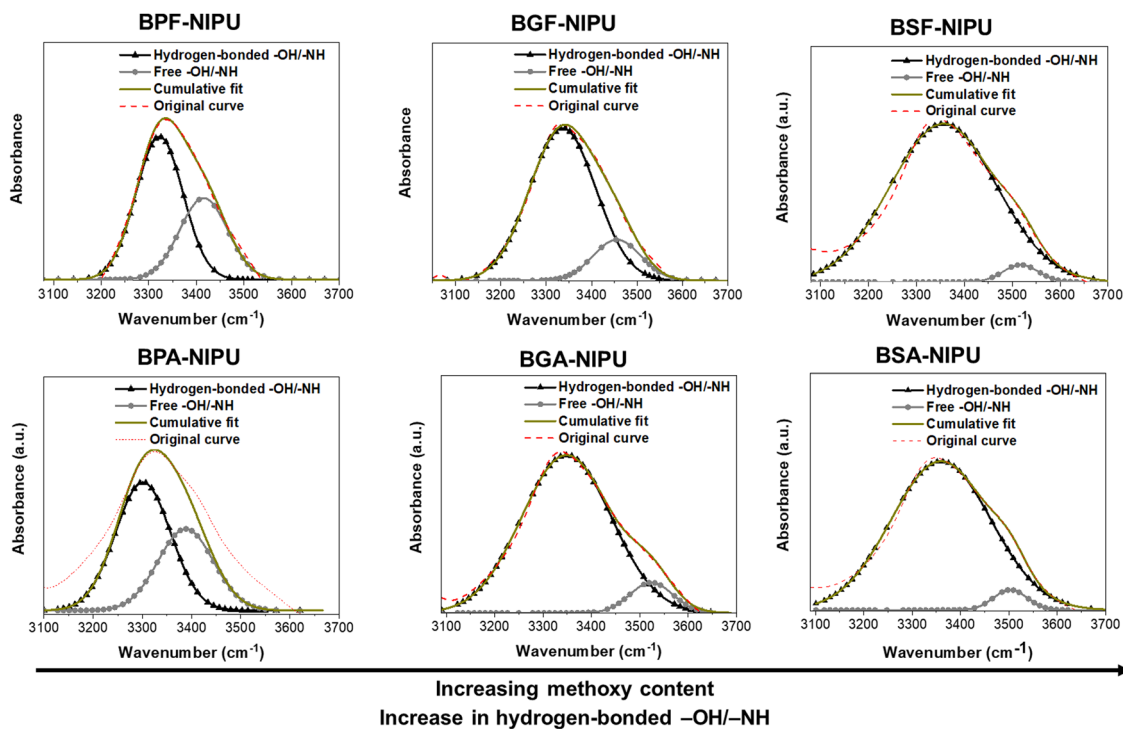 BPF-NIPU
Hydrogen-bonded -OH/-NH
Free -OH/-NH
Cumulative fit
Original curve
Absorbance
3100 3200 3300 3400 3500 3600 3700
Wavenumber (cm⁻¹)
BGF-NIPU
Hydrogen-bonded -OH/-NH
Free -OH/-NH
Cumulative fit
Original curve
Absorbance
3100 3200 3300 3400 3500 3600 3700
Wavenumber (cm⁻¹)
BSF-NIPU
Hydrogen-bonded -OH/-NH
Free -OH/-NH
Cumulative fit
Original curve
Absorbance (a.u.)
3100 3200 3300 3400 3500 3600 3700
Wavenumber (cm⁻¹)
BPA-NIPU
Hydrogen-bonded -OH/-NH
Free -OH/-NH
Cumulative fit
Original curve
Absorbance (a.u.)
3100 3200 3300 3400 3500 3600 3700
Wavenumber (cm⁻¹)
BGA-NIPU
Hydrogen-bonded -OH/-NH
Free -OH/-NH
Cumulative fit
Original curve
Absorbance (a.u.)
3100 3200 3300 3400 3500 3600 3700
Wavenumber (cm⁻¹)
BSA-NIPU
Hydrogen-bonded -OH/-NH
Free -OH/-NH
Cumulative fit
Original curve
Absorbance (a.u.)
3100 3200 3300 3400 3500 3600 3700
Wavenumber (cm⁻¹)
Increasing methoxy content
Increase in hydrogen-bonded –OH/–NH